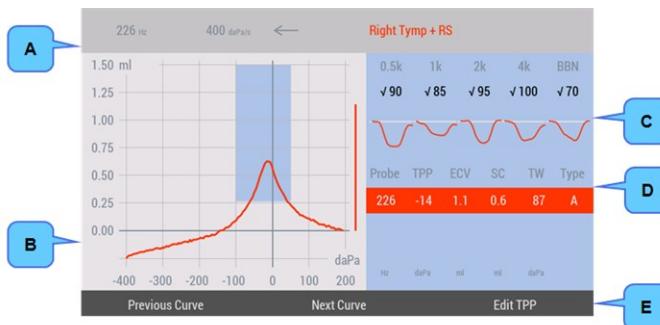 226 Hz 400 daPa/s Right Tymp + RS
A
1.50 ml
1.25
1.00
0.75
0.50
0.25
0.00
daPa
-400 -300 -200 -100 0 100 200
B
0.5k 1k 2k 4k BBN
√ 90 √ 85 √ 95 √ 100 √ 70
C
Probe TPP ECV SC TW Type
226 -14 1.1 0.6 87 A
D
Hz daPa ml ml daPa
Previous Curve Next Curve Edit TPP
E